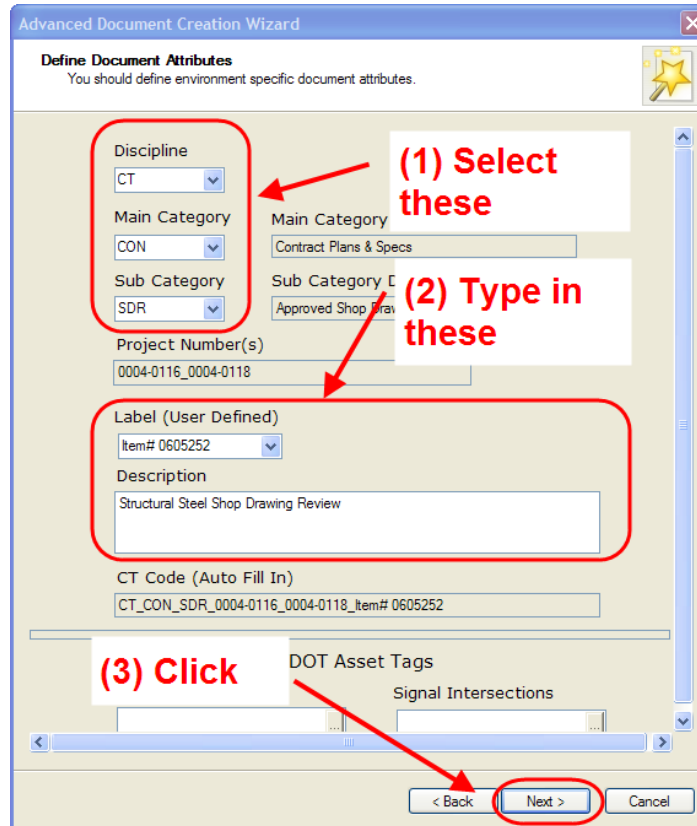 Advanced Document Creation Wizard
Define Document Attributes
You should define environment specific document attributes.
Discipline
CT
(1) Select
these
Main Category
Main Category
CON
Contract Plans & Specs
Sub Category
Sub Category
SDR
Approved Shop
(2) Type in
these
Project Number(s)
0004-0116_0004-0118
Label (User Defined)
Item# 0605252
Description
Structural Steel Shop Drawing Review
CT Code (Auto Fill In)
CT_CON_SDR_0004-0116_0004-0118_Item# 0605252
(3) Click
DOT Asset Tags
Signal Intersections
...
...
< Back
Next >
Cancel